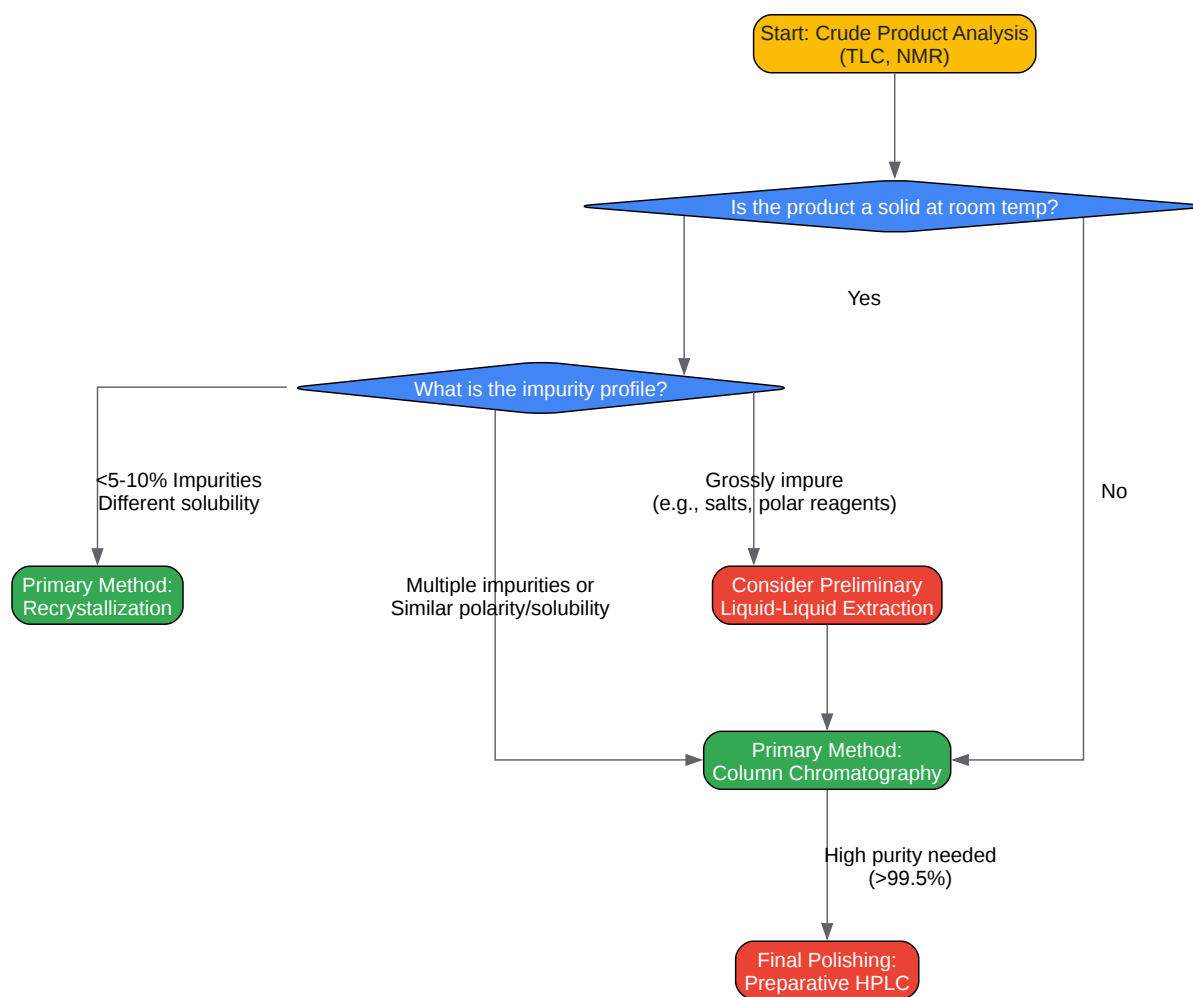 Start: Crude Product Analysis
(TLC, NMR)
Is the product a solid at room temp?
Yes
What is the impurity profile?
<5-10% Impurities
Different solubility
Grossly impure
(e.g., salts, polar reagents)
No
Primary Method:
Recrystallization
Multiple impurities or
Similar polarity/solubility
Consider Preliminary
Liquid-Liquid Extraction
Primary Method:
Column Chromatography
High purity needed
(>99.5%)
Final Polishing:
Preparative HPLC